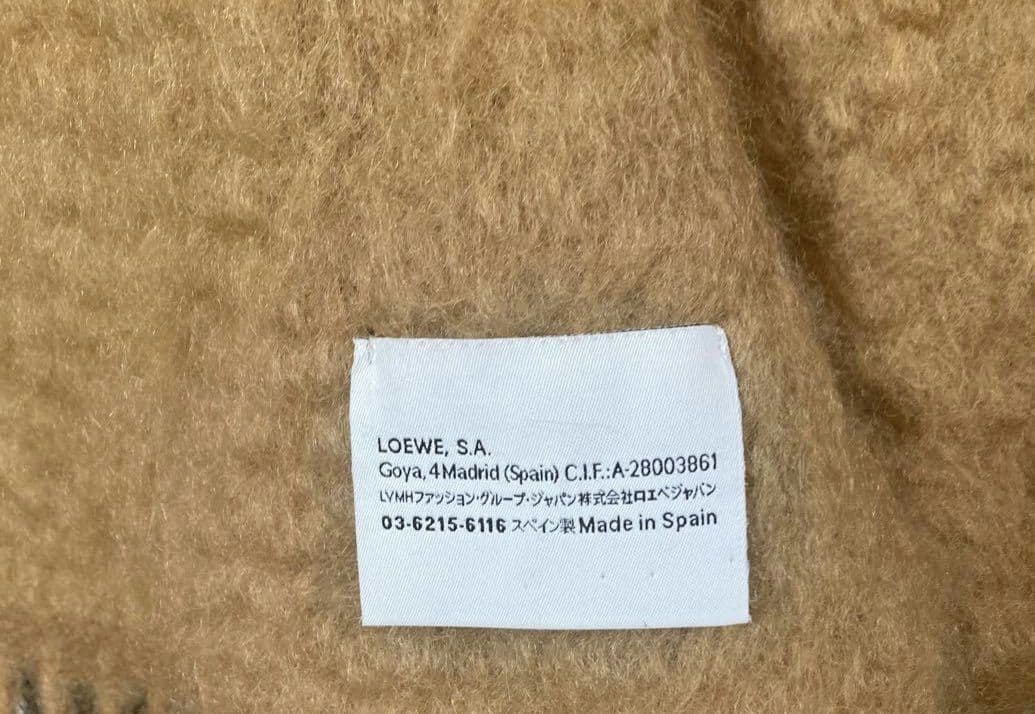 LOEWE, S.A.
Goya, 4 Madrid (Spain) C.I.F.:A-28003861
LVMHファッション・グループ・ジャパン株式会社ロエベジャパン
03-6215-6116 スペイン製 Made in Spain